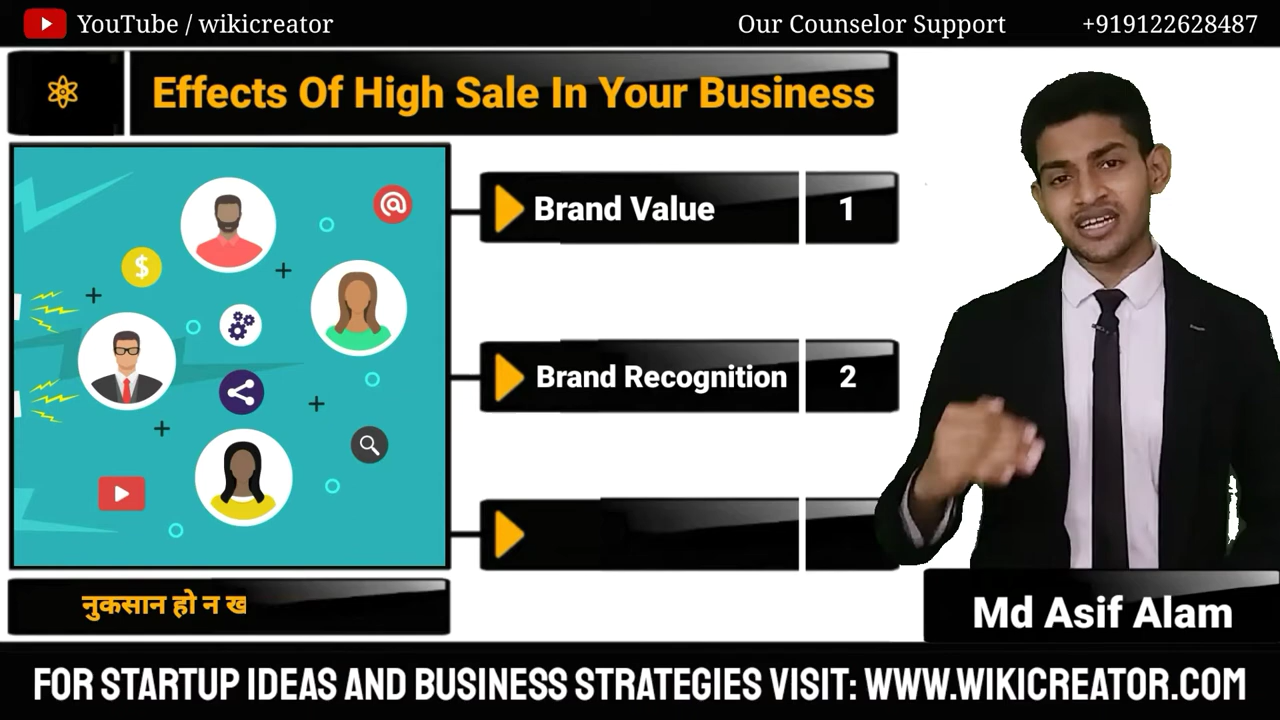 YouTube / wikicreator
Our Counselor Support +919122628487
Effects Of High Sale In Your Business
Brand Value 1
Brand Recognition 2
नुकसान हो न ख
Md Asif Alam
FOR STARTUP IDEAS AND BUSINESS STRATEGIES VISIT: WWW.WIKICREATOR.COM